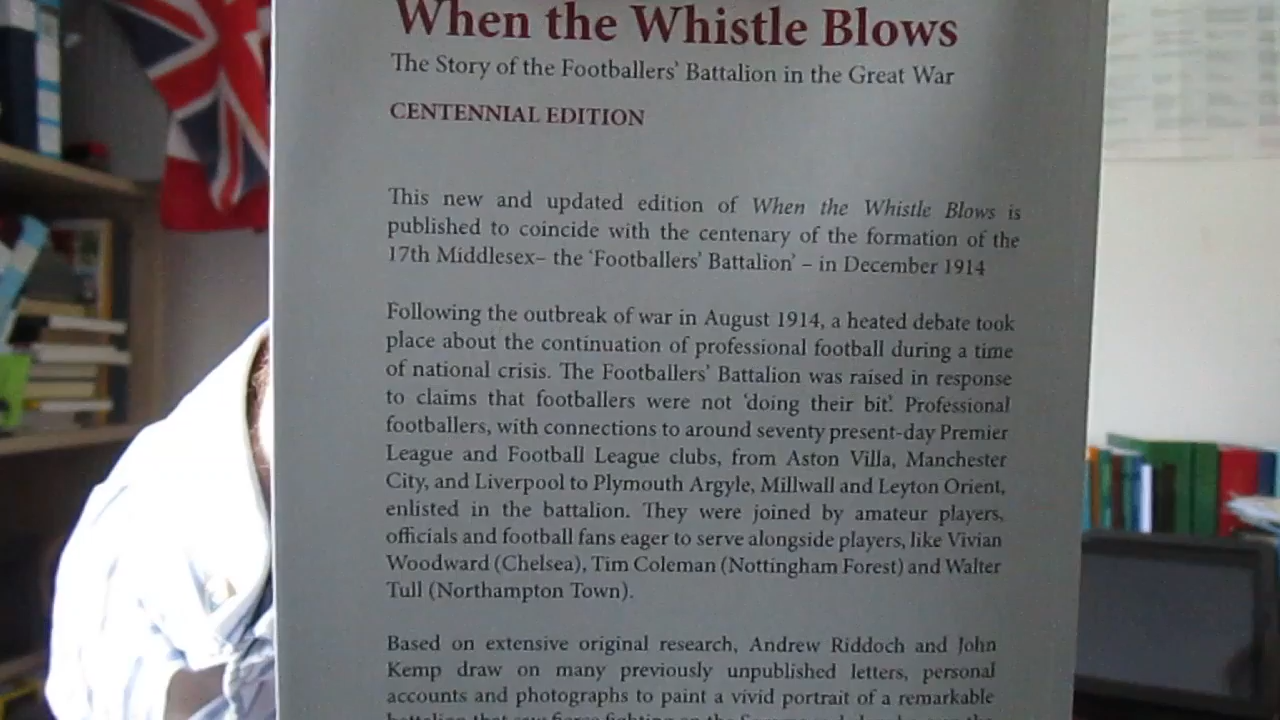 When the Whistle Blows
The Story of the Footballers' Battalion in the Great War
CENTENNIAL EDITION
This new and updated edition of When the Whistle Blows is
published to coincide with the centenary of the formation of the
17th Middlesex– the 'Footballers' Battalion' – in December 1914
Following the outbreak of war in August 1914, a heated debate took
place about the continuation of professional football during a time
of national crisis. The Footballers' Battalion was raised in response
to claims that footballers were not 'doing their bit'. Professional
footballers, with connections to around seventy present-day Premier
League and Football League clubs, from Aston Villa, Manchester
City, and Liverpool to Plymouth Argyle, Millwall and Leyton Orient,
enlisted in the battalion. They were joined by amateur players,
officials and football fans eager to serve alongside players, like Vivian
Woodward (Chelsea), Tim Coleman (Nottingham Forest) and Walter
Tull (Northampton Town).
Based on extensive original research, Andrew Riddoch and John
Kemp draw on many previously unpublished letters, personal
accounts and photographs to paint a vivid portrait of a remarkable